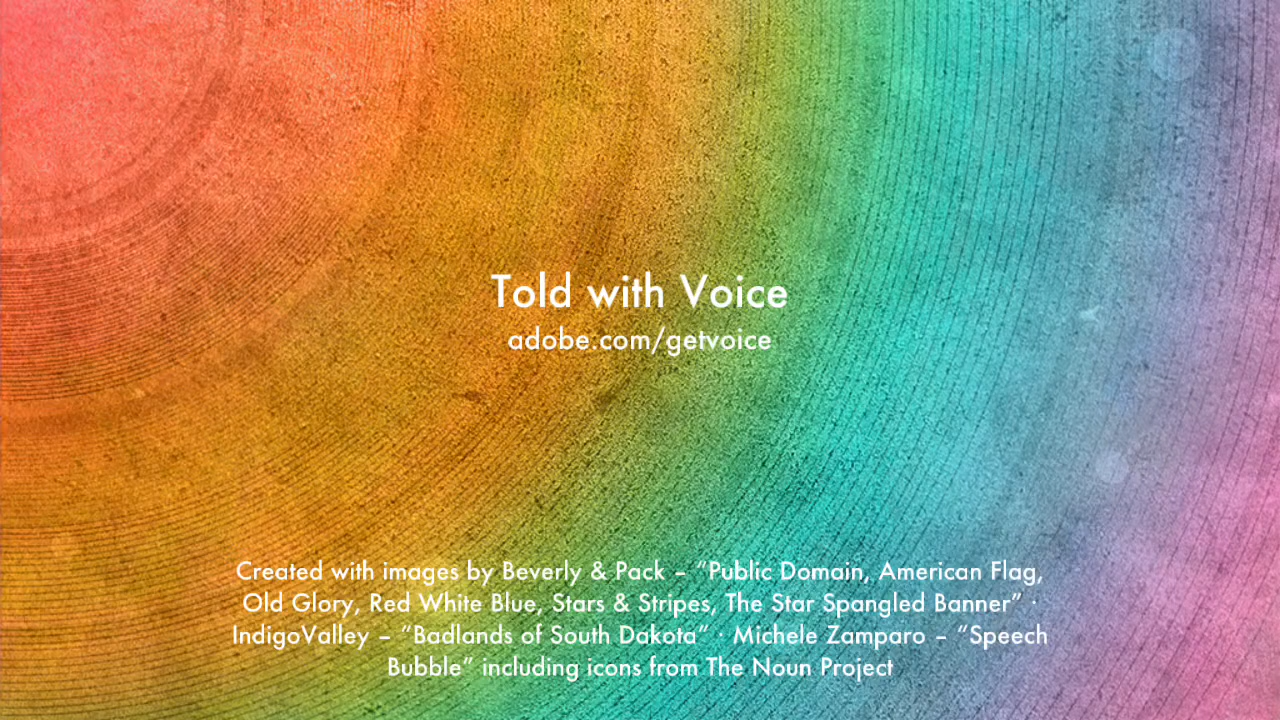 Told with Voice
adobe.com/getvoice
Created with images by Beverly & Pack – “Public Domain, American Flag,
Old Glory, Red White Blue, Stars & Stripes, The Star Spangled Banner” ·
IndigoValley – “Badlands of South Dakota” · Michele Zamparo – “Speech
Bubble” including icons from The Noun Project